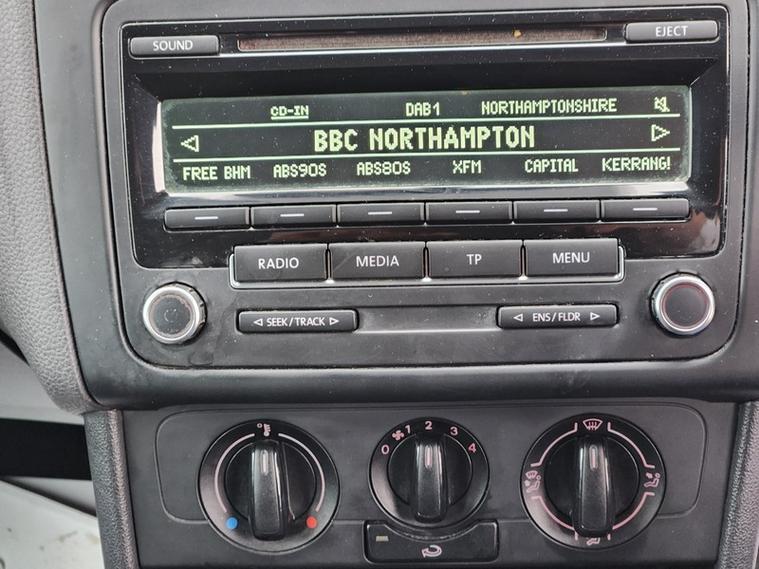 SOUND
EJECT
CD-IN DAB1 NORTHAMPTONSHIRE
BBC NORTHAMPTON
FREE BHM ABS90S ABS80S XFM CAPITAL KERRANG!
RADIO MEDIA TP MENU
SEEK/TRACK ENS/FLDR
0 1 2 3 4